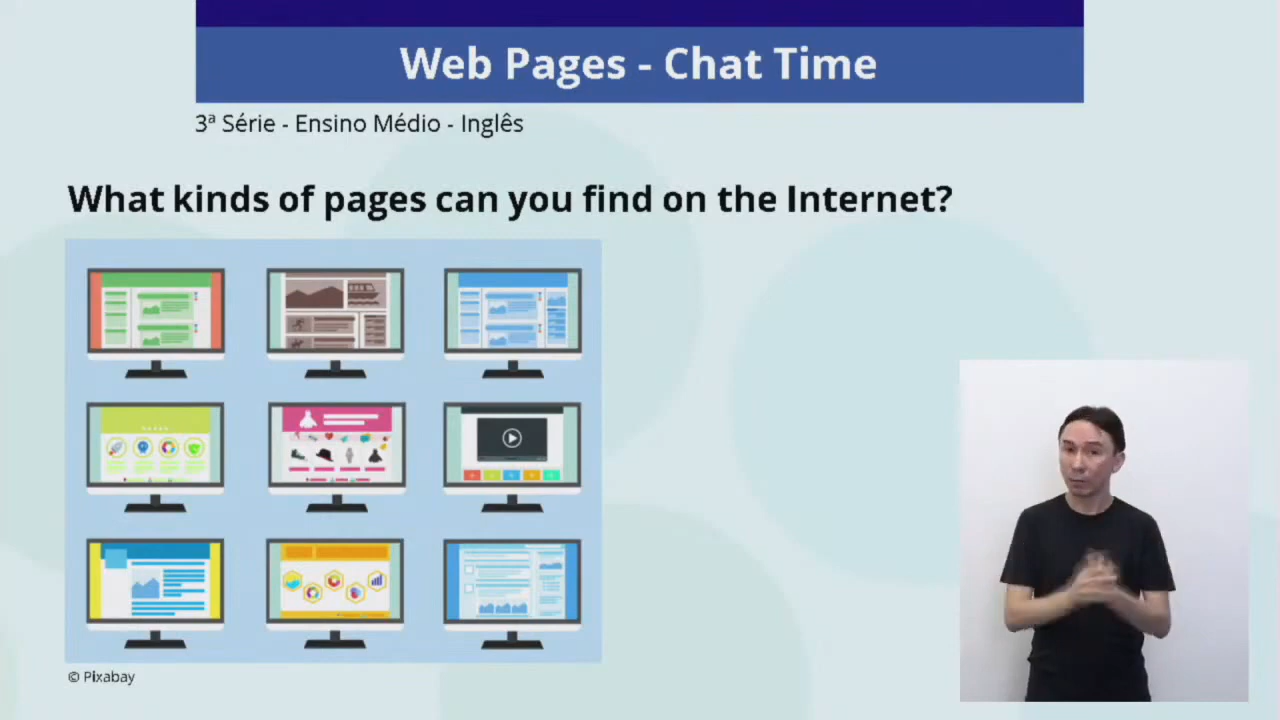 Web Pages - Chat Time
3ª Série - Ensino Médio - Inglês
What kinds of pages can you find on the Internet?
© Pixabay